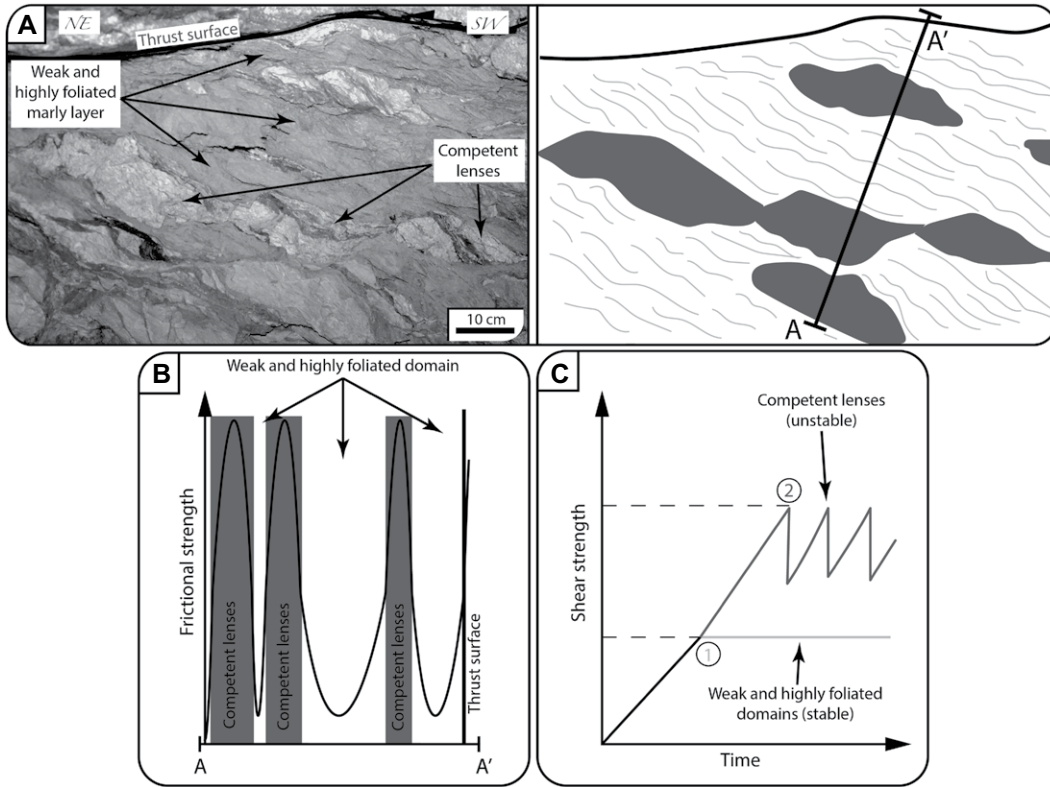 A
NE
Thrust surface
SW
Weak and
highly foliated
marly layer
Competent
lenses
10 cm
A'
A
B
Weak and highly foliated domain
Frictional strength
Competent lenses
Competent lenses
Competent lenses
Thrust surface
A
A'
C
Competent lenses
(unstable)
2
Shear strength
1
Weak and highly foliated
domains (stable)
Time